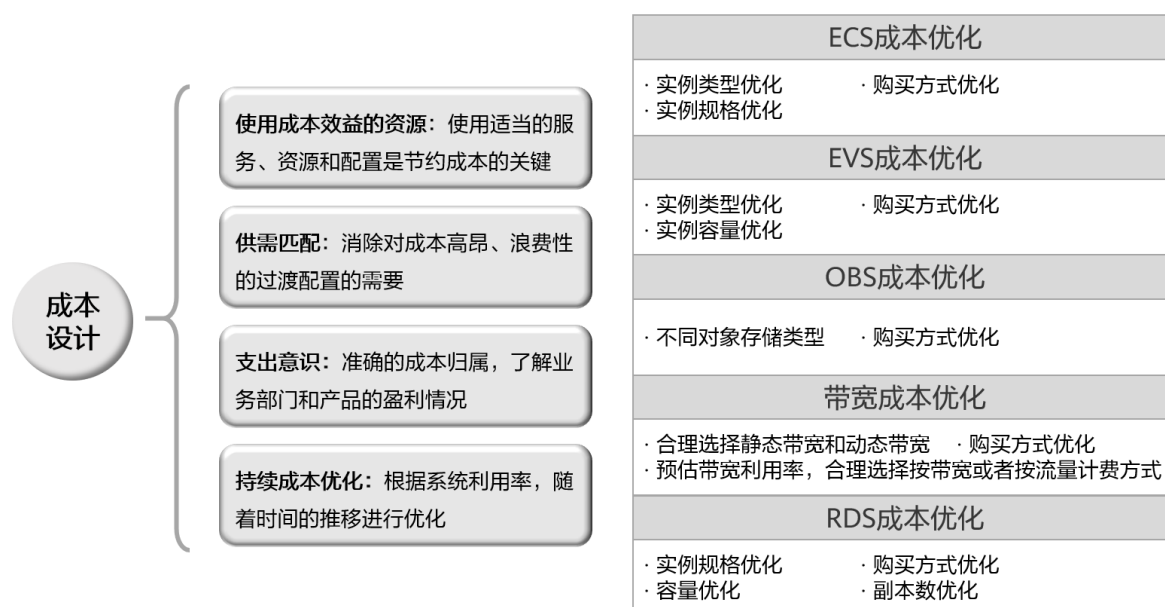 成本
设计
使用成本效益的资源：使用适当的服
务、资源和配置是节约成本的关键
供需匹配：消除对成本高昂、浪费性
的过渡配置的需要
支出意识：准确的成本归属，了解业
务部门和产品的盈利情况
持续成本优化：根据系统利用率，随
着时间的推移进行优化
ECS成本优化
· 实例类型优化 · 购买方式优化
· 实例规格优化
EVS成本优化
· 实例类型优化 · 购买方式优化
· 实例容量优化
OBS成本优化
· 不同对象存储类型 · 购买方式优化
带宽成本优化
· 合理选择静态带宽和动态带宽 · 购买方式优化
· 预估带宽利用率，合理选择按带宽或者按流量计费方式
RDS成本优化
· 实例规格优化 · 购买方式优化
· 容量优化 · 副本数优化